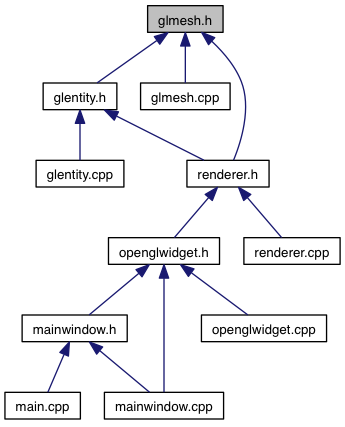 glmesh.h
glentity.h
glmesh.cpp
glentity.cpp
renderer.h
openglwidget.h
renderer.cpp
mainwindow.h
openglwidget.cpp
main.cpp
mainwindow.cpp